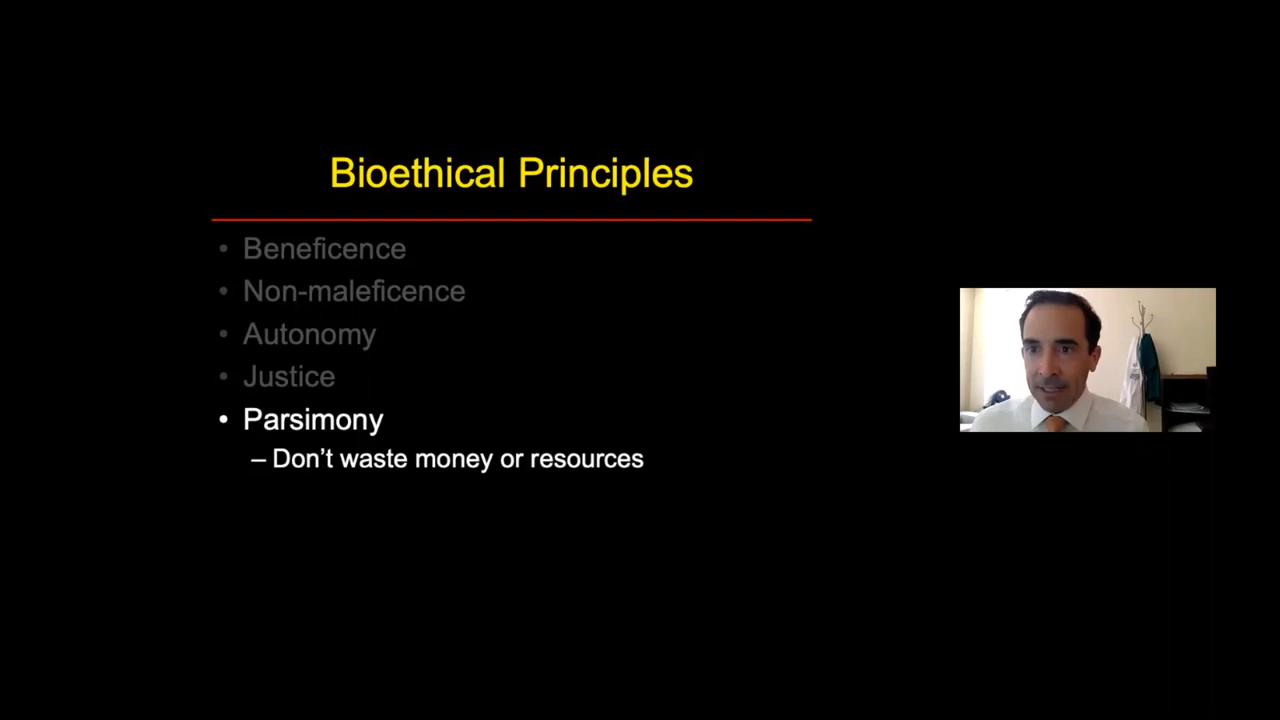 Bioethical Principles
• Beneficence
• Non-maleficence
• Autonomy
• Justice
• Parsimony
– Don't waste money or resources